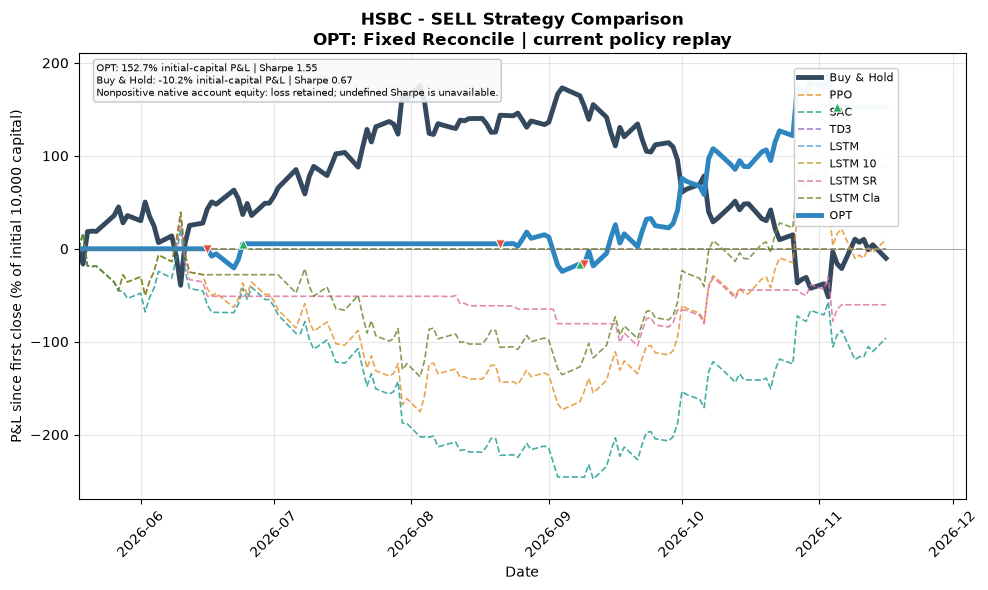 HSBC - SELL Strategy Comparison
OPT: Fixed Reconcile | current policy replay
OPT: 152.7% initial-capital P&L | Sharpe 1.55
Buy & Hold: -10.2% initial-capital P&L | Sharpe 0.67
Nonpositive native account equity: loss retained; undefined Sharpe is unavailable.
Buy & Hold
PPO
SAC
TD3
LSTM
LSTM 10
LSTM SR
LSTM Cla
OPT
P&L since first close (% of initial 10,000 capital)
200
100
0
−100
−200
2026-06
2026-07
2026-08
2026-09
2026-10
2026-11
2026-12
Date